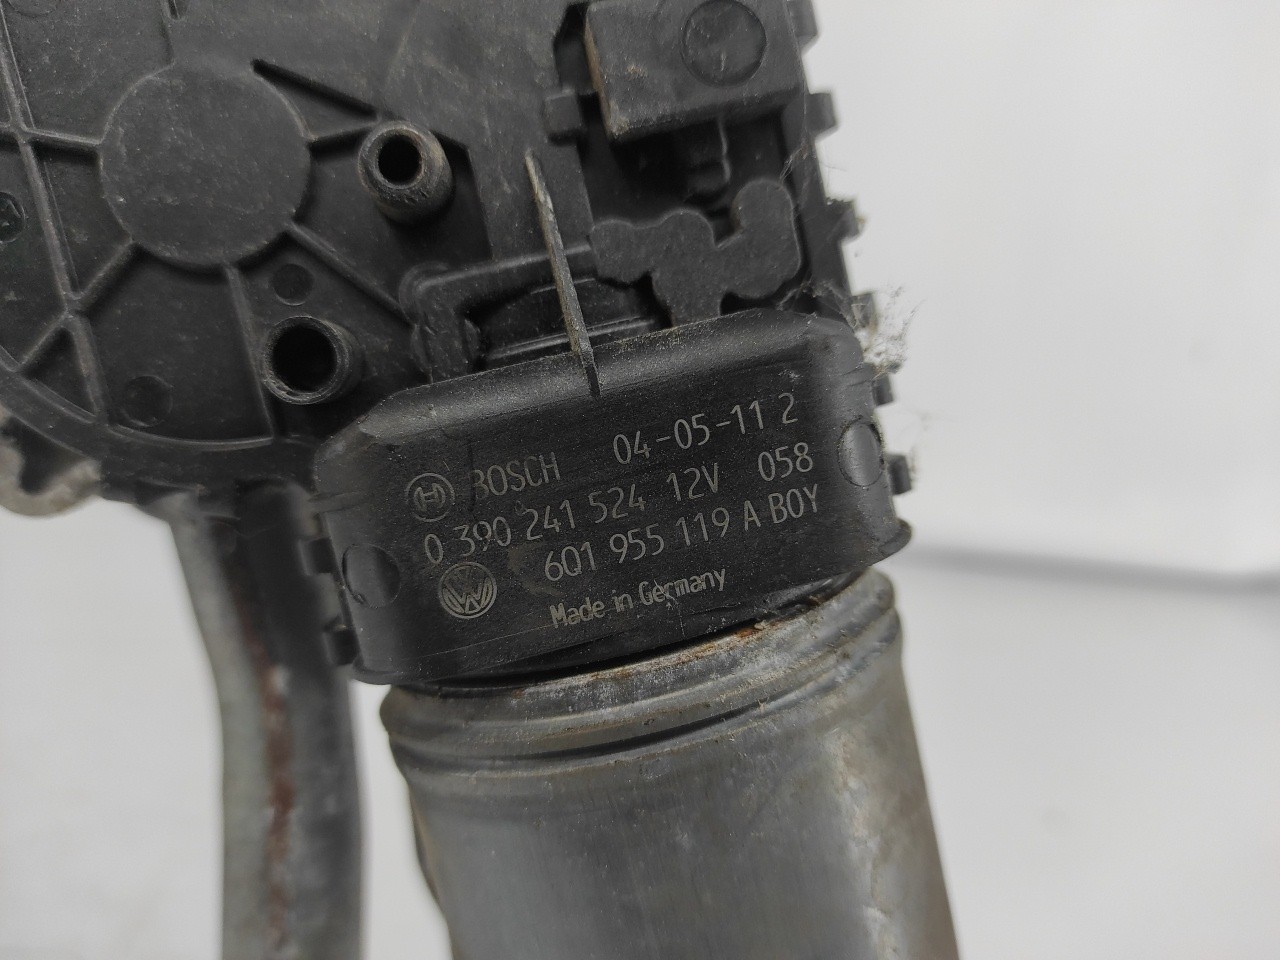 BOSCH 04-05-11 2
0 390 241 524 12V 058
6Q1 955 119 A BOY
Made in Germany